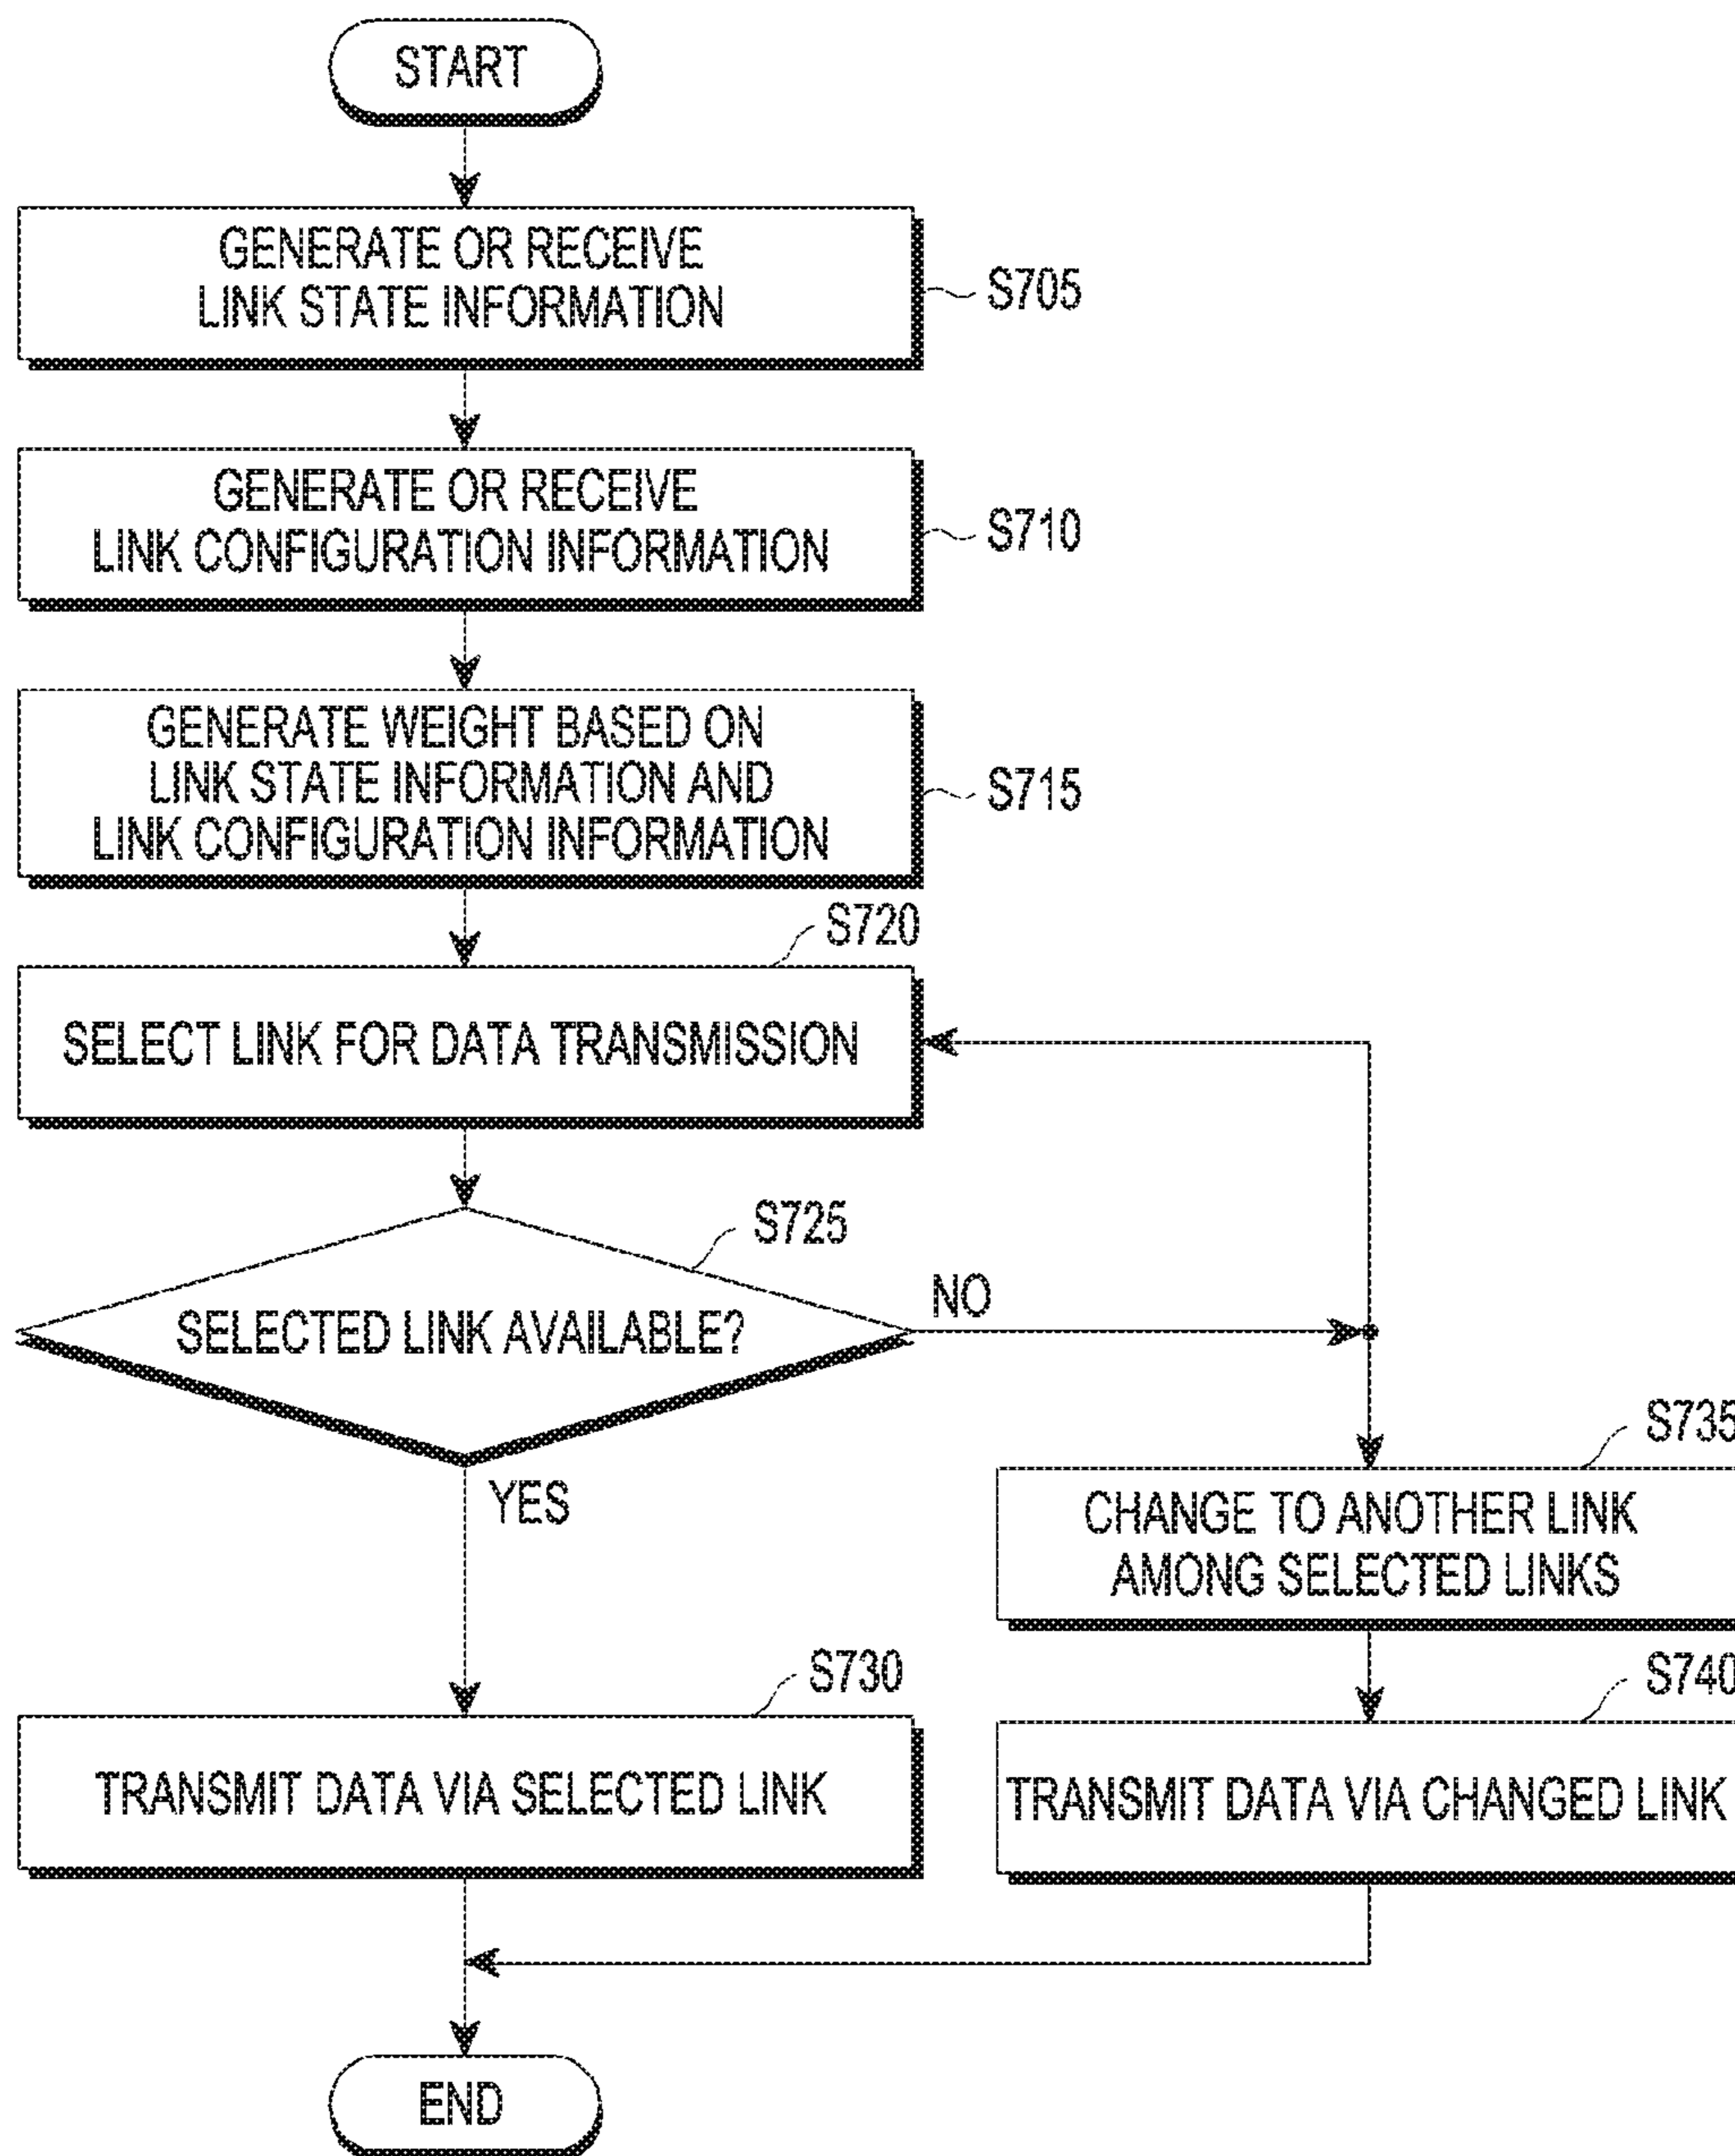 START
GENERATE OR RECEIVE
LINK STATE INFORMATION
S705
GENERATE OR RECEIVE
LINK CONFIGURATION INFORMATION
S710
GENERATE WEIGHT BASED ON
LINK STATE INFORMATION AND
LINK CONFIGURATION INFORMATION
S715
S720
SELECT LINK FOR DATA TRANSMISSION
S725
SELECTED LINK AVAILABLE?
NO
YES
S735
CHANGE TO ANOTHER LINK
AMONG SELECTED LINKS
S730
TRANSMIT DATA VIA SELECTED LINK
S740
TRANSMIT DATA VIA CHANGED LINK
END